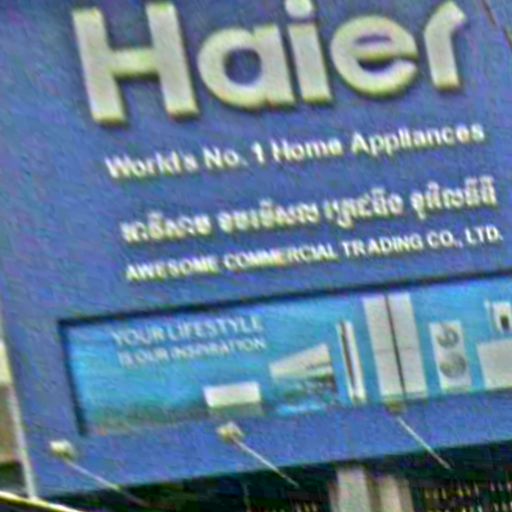 Haier
World's No. 1 Home Appliances
AWESOME COMMERCIAL TRADING CO., LTD.
YOUR LIFESTYLE
IS OUR INSPIRATION